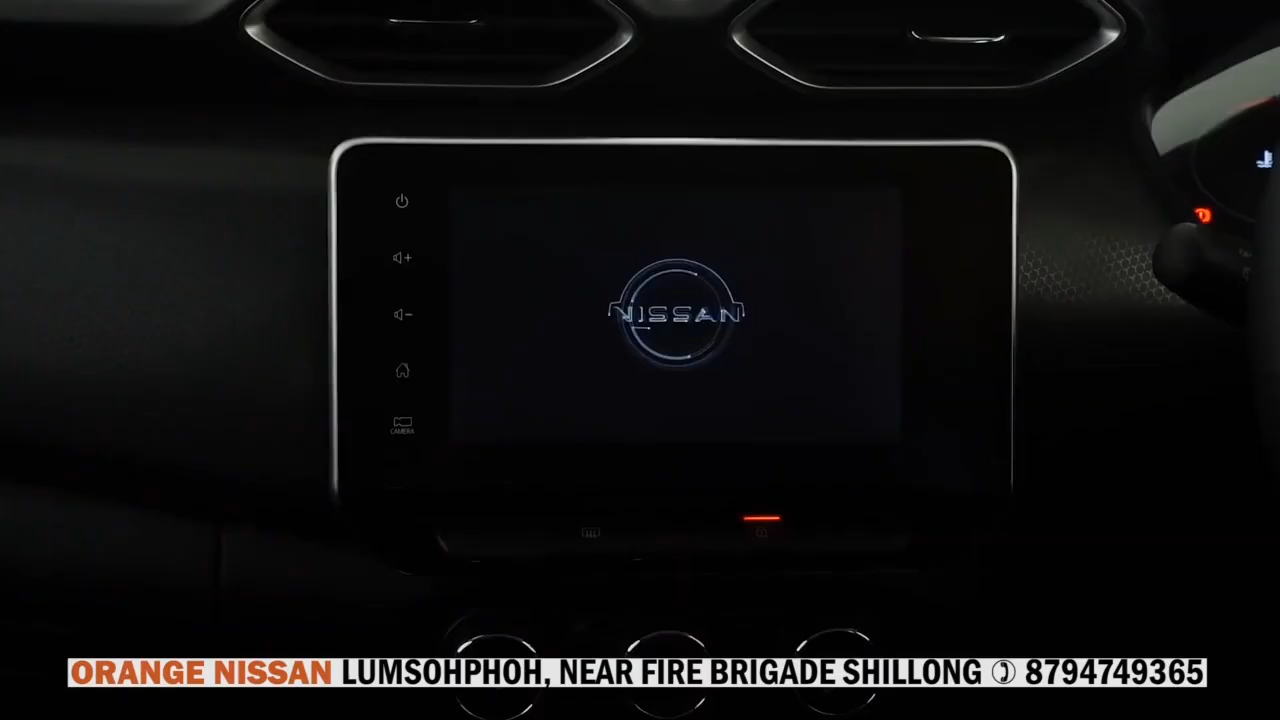 NISSAN
CAMERA
ORANGE NISSAN LUMSOHPHOH, NEAR FIRE BRIGADE SHILLONG ✆ 8794749365